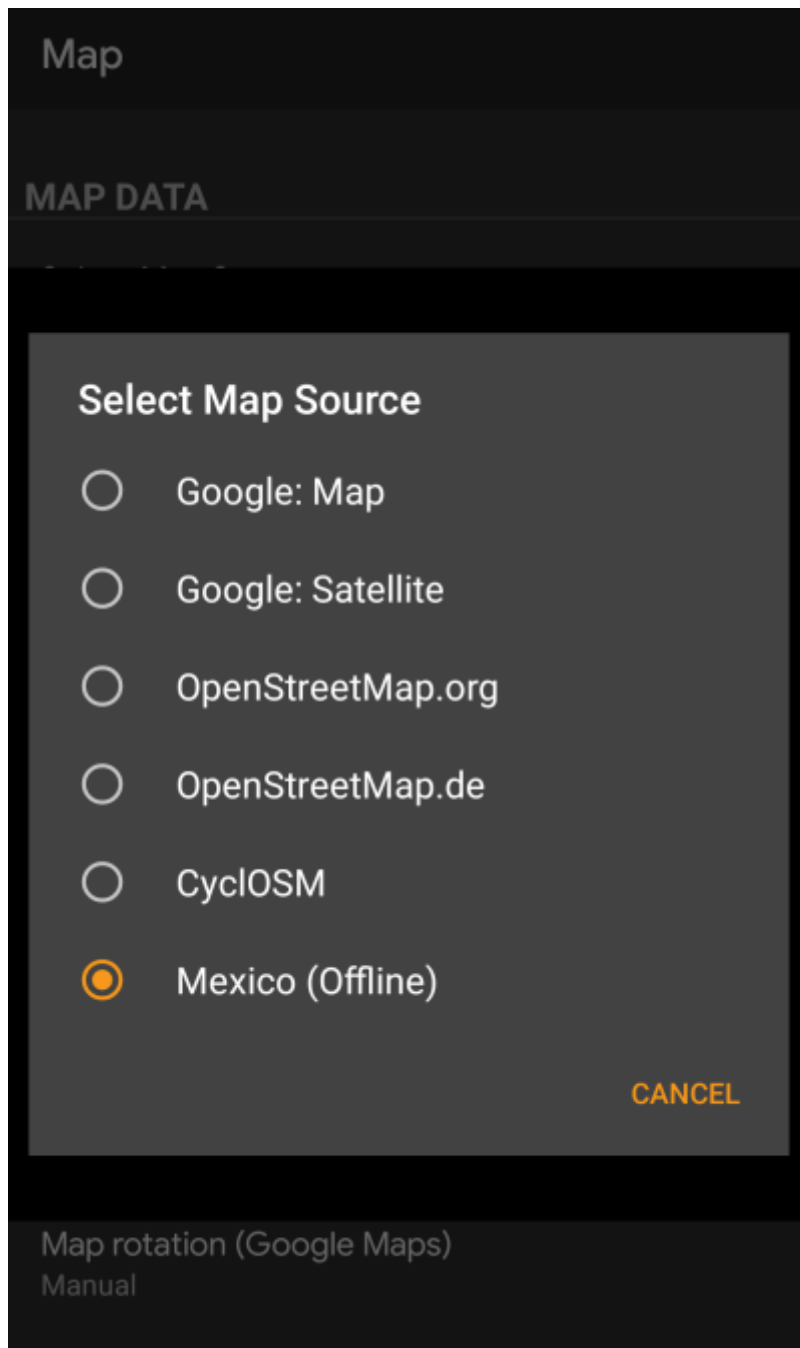 Map
MAP DATA
Select Map Source
Google: Map
Google: Satellite
OpenStreetMap.org
OpenStreetMap.de
CyclOSM
Mexico (Offline)
CANCEL
Map rotation (Google Maps)
Manual